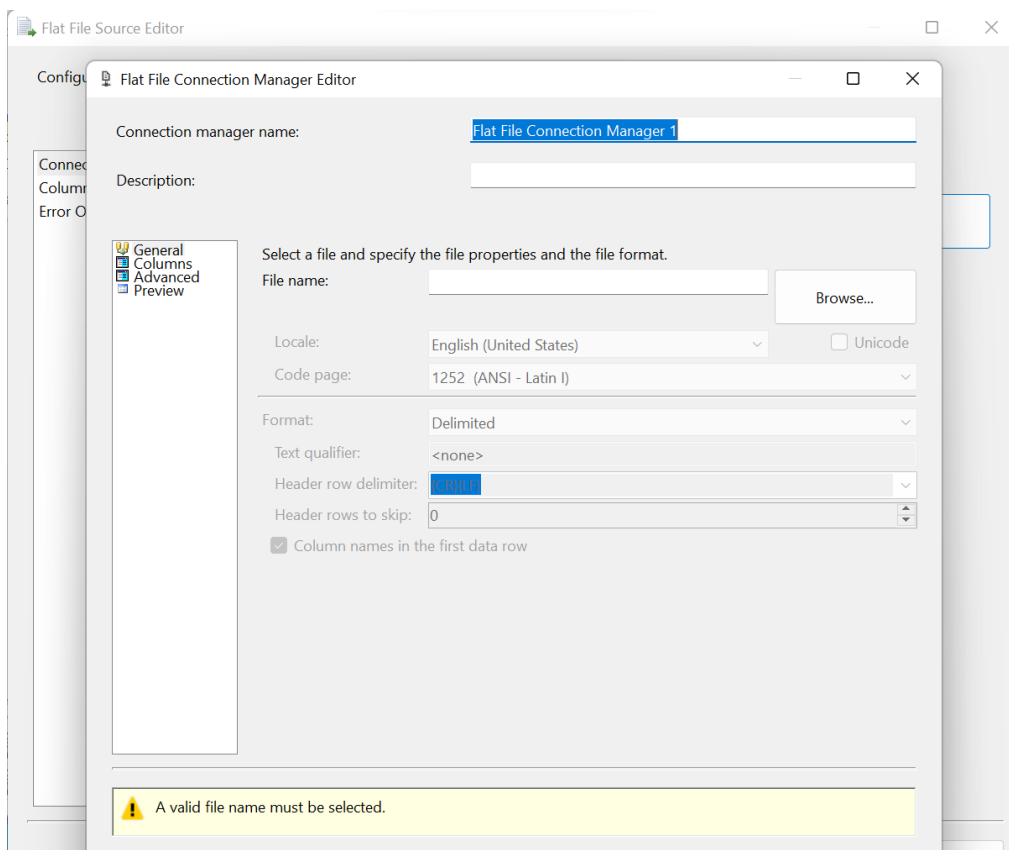 Flat File Source Editor
Configu
Flat File Connection Manager Editor
Connection manager name:
Flat File Connection Manager 1
Description:
Connec
Column
Error O
General
Columns
Advanced
Preview
Select a file and specify the file properties and the file format.
File name:
Browse...
Locale:
English (United States)
Unicode
Code page:
1252 (ANSI - Latin I)
Format:
Delimited
Text qualifier:
<none>
Header row delimiter:
{CR}{LF}
Header rows to skip:
0
Column names in the first data row
A valid file name must be selected.